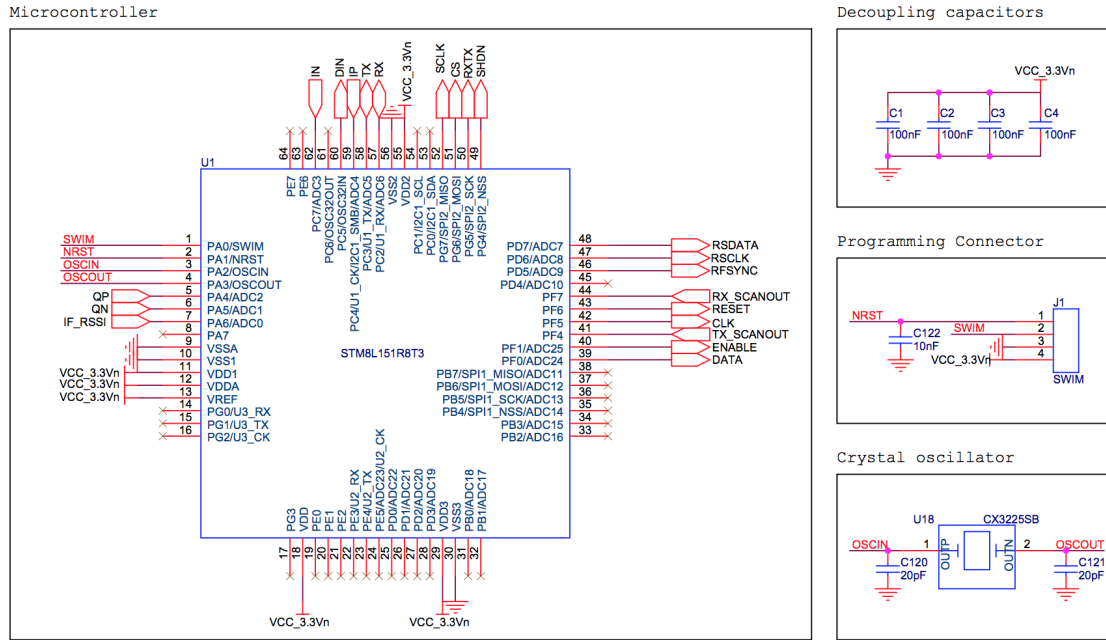 Microcontroller
IN
DIN
IP
TX
RX
VCC_3.3Vn
SCLK
CS
RXTX
SHDN
64
63
62
61
60
59
58
57
56
55
54
53
52
51
50
49
U1
PE7
PE6
PC7/ADC3
PC6/OSC32OUT
PC5/OSC32IN
PC4/U1_CK/I2C1_SMB/ADC4
PC3/U1_TX/ADC5
PC2/U1_RX/ADC6
VSS2
VDD2
PC1/I2C1_SCL
PC0/I2C1_SDA
PG7/SPI2_MISO
PG6/SPI2_MOSI
PG5/SPI2_SCK
PG4/SPI2_NSS
SWIM 1 PA0/SWIM
NRST 2 PA1/NRST
OSCIN 3 PA2/OSCIN
OSCOUT 4 PA3/OSCOUT
QP 5 PA4/ADC2
QN 6 PA5/ADC1
IF_RSSI 7 PA6/ADC0
8 PA7
9 VSSA
10 VSS1
VCC_3.3Vn 11 VDD1
VCC_3.3Vn 12 VDDA
VCC_3.3Vn 13 VREF
14 PG0/U3_RX
15 PG1/U3_TX
16 PG2/U3_CK
STM8L151R8T3
PD7/ADC7 48 RSDATA
PD6/ADC8 47 RSCLK
PD5/ADC9 46 RFSYNC
PD4/ADC10 45
PF7 44 RX_SCANOUT
PF6 43 RESET
PF5 42 CLK
PF4 41 TX_SCANOUT
PF1/ADC25 40 ENABLE
PF0/ADC24 39 DATA
PB7/SPI1_MISO/ADC11 38
PB6/SPI1_MOSI/ADC12 37
PB5/SPI1_SCK/ADC13 36
PB4/SPI1_NSS/ADC14 35
PB3/ADC15 34
PB2/ADC16 33
PG3
VDD
PE0
PE1
PE2
PE3/U2_RX
PE4/U2_TX
PE5/ADC23/U2_CK
PD0/ADC22
PD1/ADC21
PD2/ADC20
PD3/ADC19
VDD3
VSS3
PB0/ADC18
PB1/ADC17
17
18
19
20
21
22
23
24
25
26
27
28
29
30
31
32
VCC_3.3Vn
VCC_3.3Vn
Decoupling capacitors
VCC_3.3Vn
C1 C2 C3 C4
100nF 100nF 100nF 100nF
Programming Connector
J1
NRST 1
SWIM 2
3
VCC_3.3Vn 4
C122
10nF
SWIM
Crystal oscillator
U18 CX3225SB
OSCIN 1 OUTP OUTN 2 OSCOUT
C120 C121
20pF 20pF